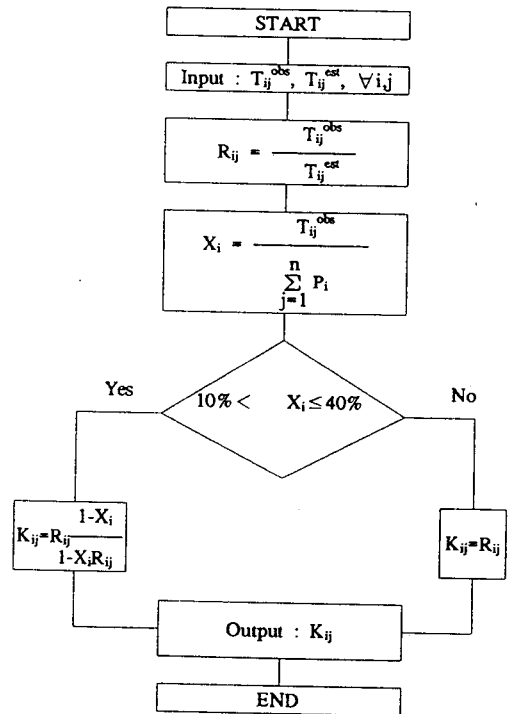 START
Input : T_ij^obs, T_ij^est, ∀i,j
R_ij = T_ij^obs / T_ij^est
X_i = T_ij^obs / n ∑ j=1 P_i
Yes
10% < X_i ≤ 40%
No
K_ij=R_ij 1-X_i / 1-X_iR_ij
K_ij=R_ij
Output : K_ij
END